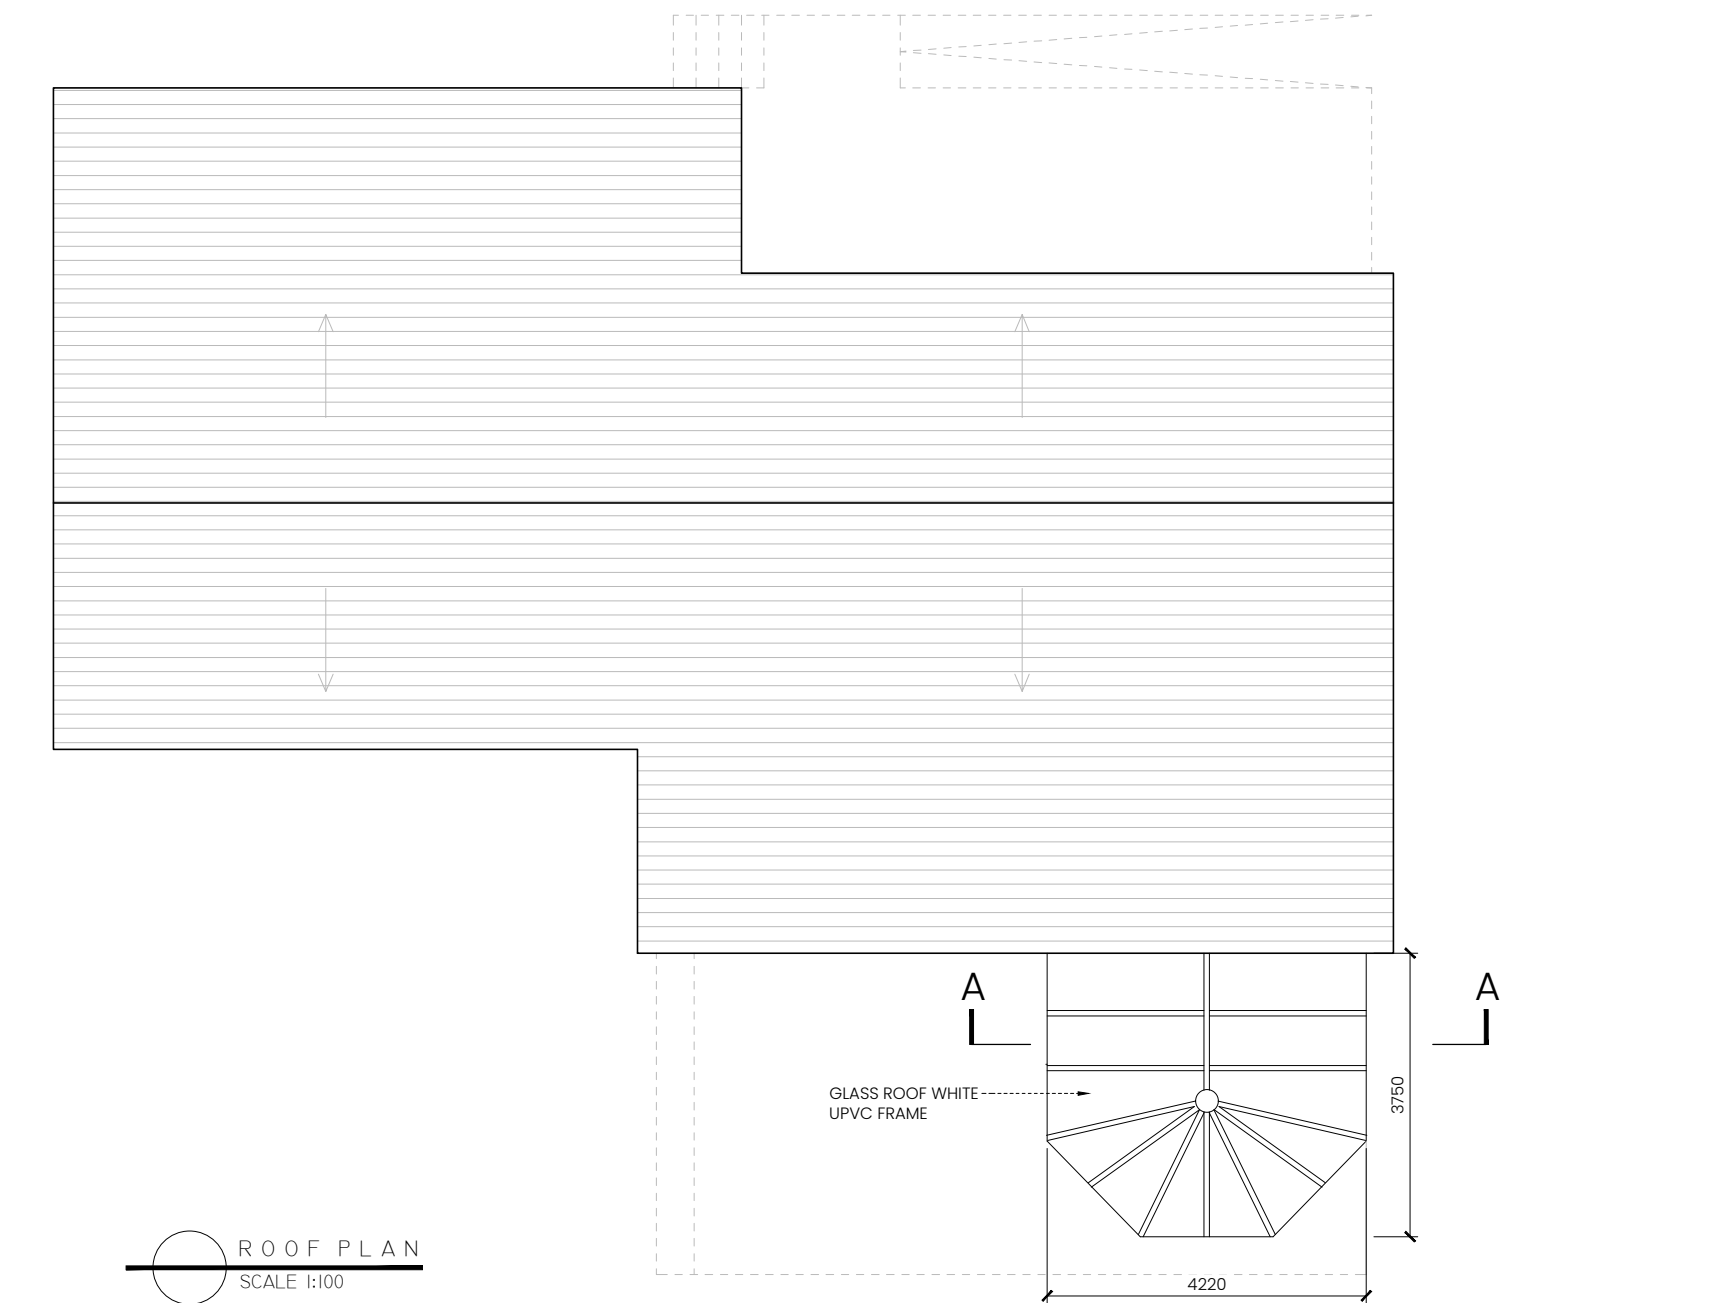 A A
GLASS ROOF WHITE
UPVC FRAME
3750
4220
ROOF PLAN
SCALE 1:100